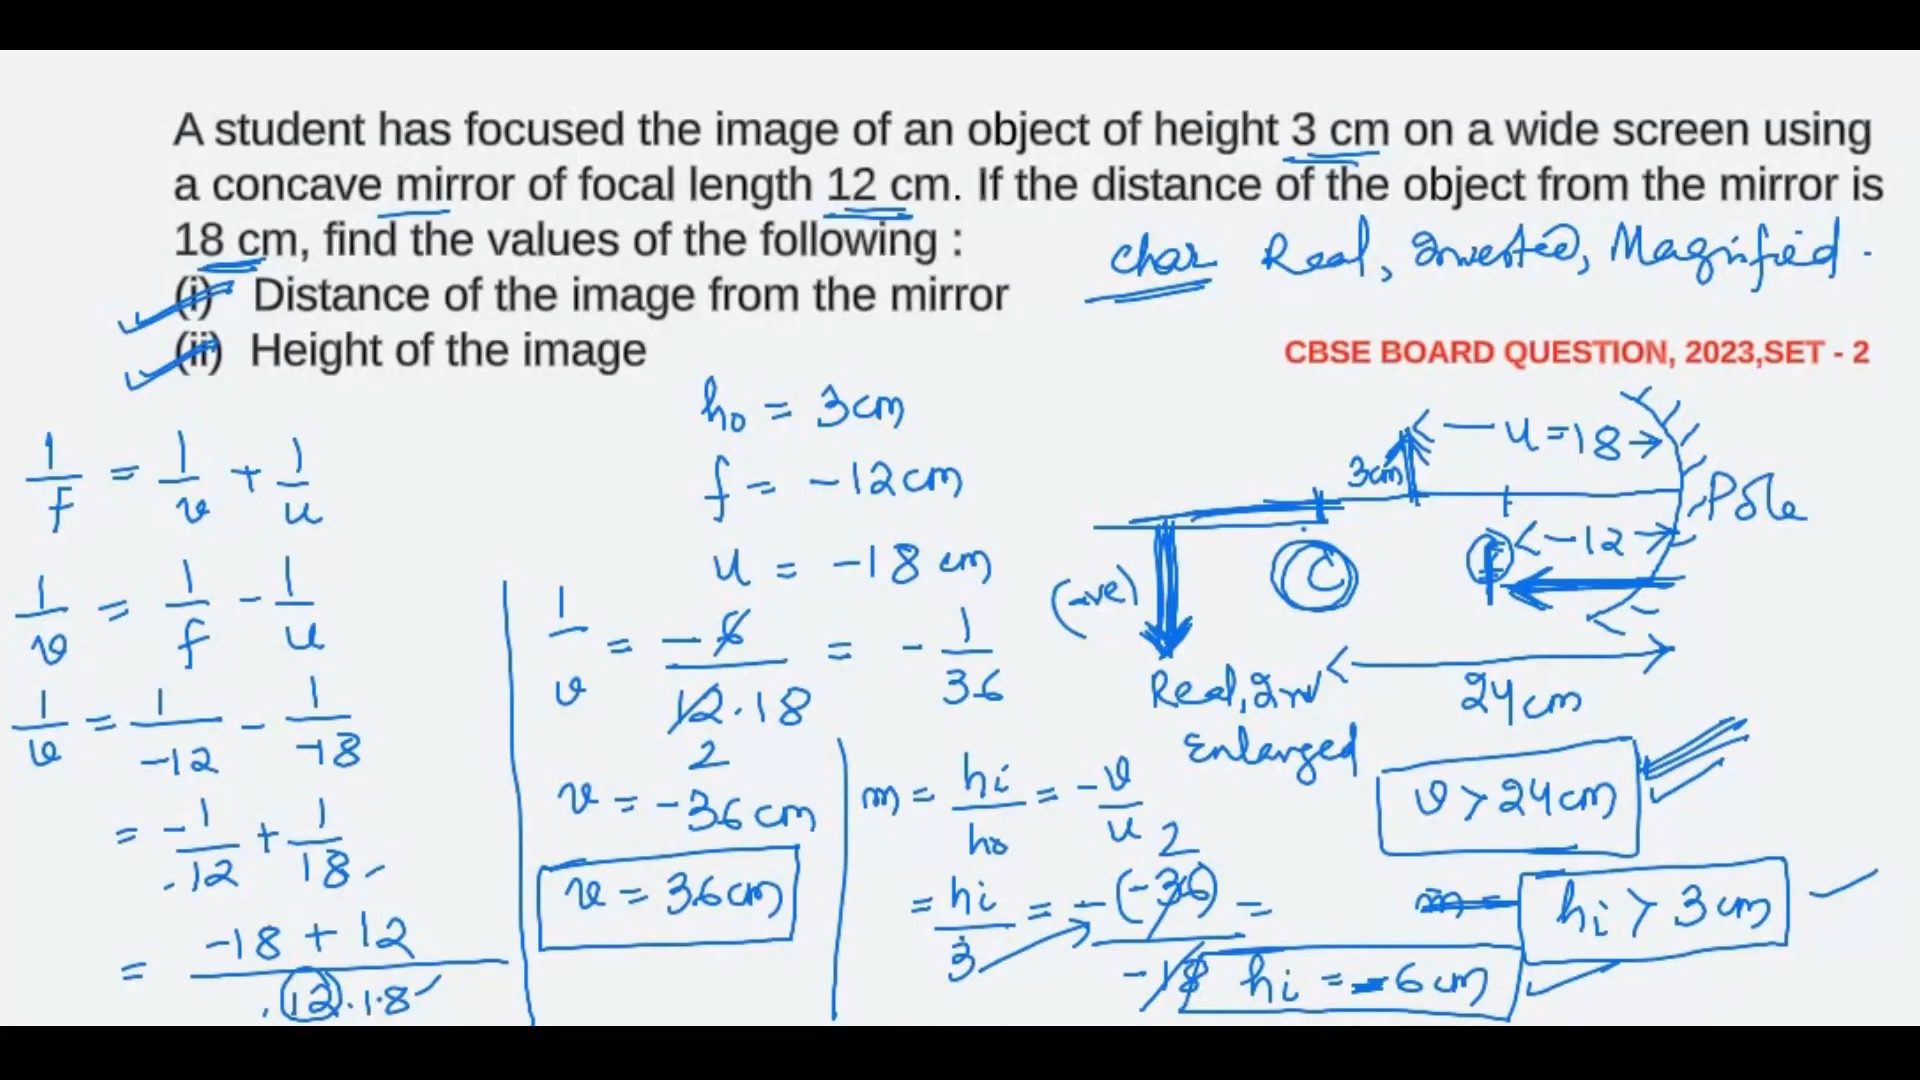 A student has focused the image of an object of height 3 cm on a wide screen using
a concave mirror of focal length 12 cm. If the distance of the object from the mirror is
18 cm, find the values of the following :
char Real, Inverted, Magnified.
(i) Distance of the image from the mirror
(ii) Height of the image
CBSE BOARD QUESTION, 2023,SET - 2
1/f = 1/v + 1/u
1/v = 1/f - 1/u
1/v = 1/-12 - 1/-18
= -1/12 + 1/18
= -18 + 12 / 12.18
ho = 3cm
f = -12cm
u = -18cm
1/v = -6/12.18 = -1/36
2
v = -36cm
v = 36cm
m = hi/ho = -v/u
2
= hi/3 = -(-36)/-18 =
hi = -6cm
u=18
3cm
Pole
-12
F
C
(-ve)
24cm
Real, Inv
Enlarged
v > 24cm
m =
hi > 3cm